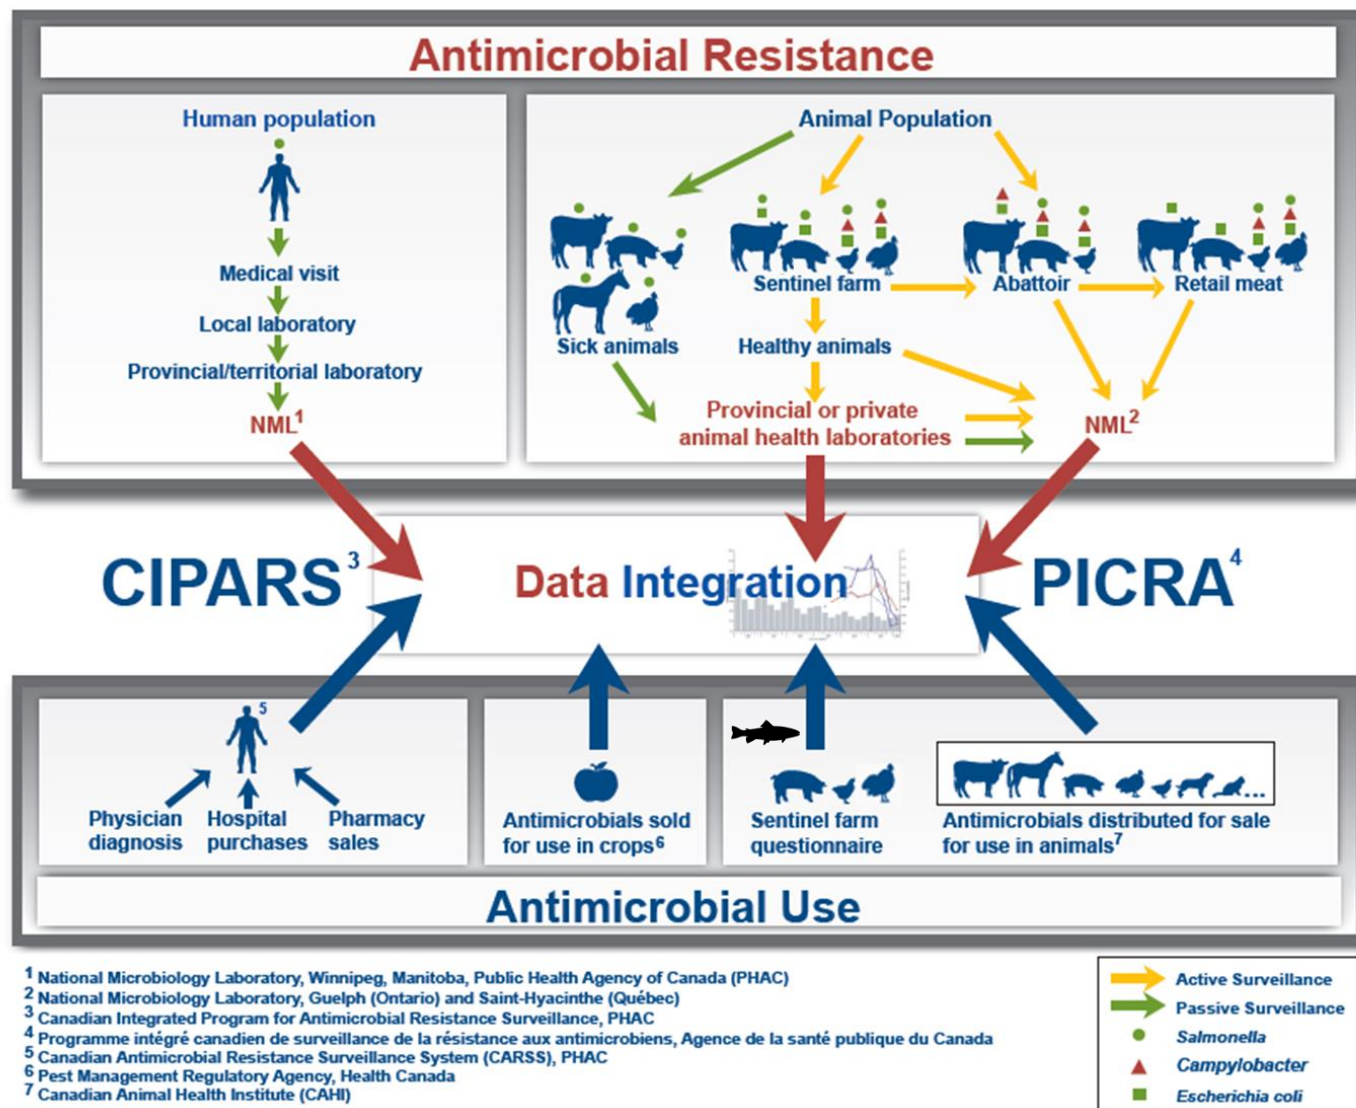 Antimicrobial Resistance
Human population
Medical visit
Local laboratory
Provincial/territorial laboratory
NML1
Animal Population
Sick animals
Sentinel farm
Abattoir
Retail meat
Healthy animals
Provincial or private
animal health laboratories
NML2
CIPARS3
Data Integration
PICRA4
5
Physician
diagnosis
Hospital
purchases
Pharmacy
sales
Antimicrobials sold
for use in crops6
Sentinel farm
questionnaire
...
Antimicrobials distributed for sale
for use in animals7
Antimicrobial Use
1 National Microbiology Laboratory, Winnipeg, Manitoba, Public Health Agency of Canada (PHAC)
2 National Microbiology Laboratory, Guelph (Ontario) and Saint-Hyacinthe (Québec)
3 Canadian Integrated Program for Antimicrobial Resistance Surveillance, PHAC
4 Programme intégré canadien de surveillance de la résistance aux antimicrobiens, Agence de la santé publique du Canada
5 Canadian Antimicrobial Resistance Surveillance System (CARSS), PHAC
6 Pest Management Regulatory Agency, Health Canada
7 Canadian Animal Health Institute (CAHI)
Active Surveillance
Passive Surveillance
Salmonella
Campylobacter
Escherichia coli